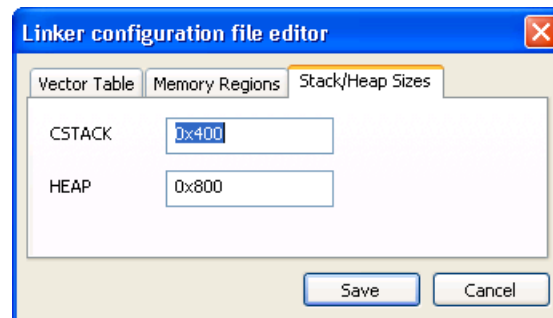 Linker configuration file editor
Vector Table Memory Regions Stack/Heap Sizes
CSTACK 0x400
HEAP 0x800
Save Cancel